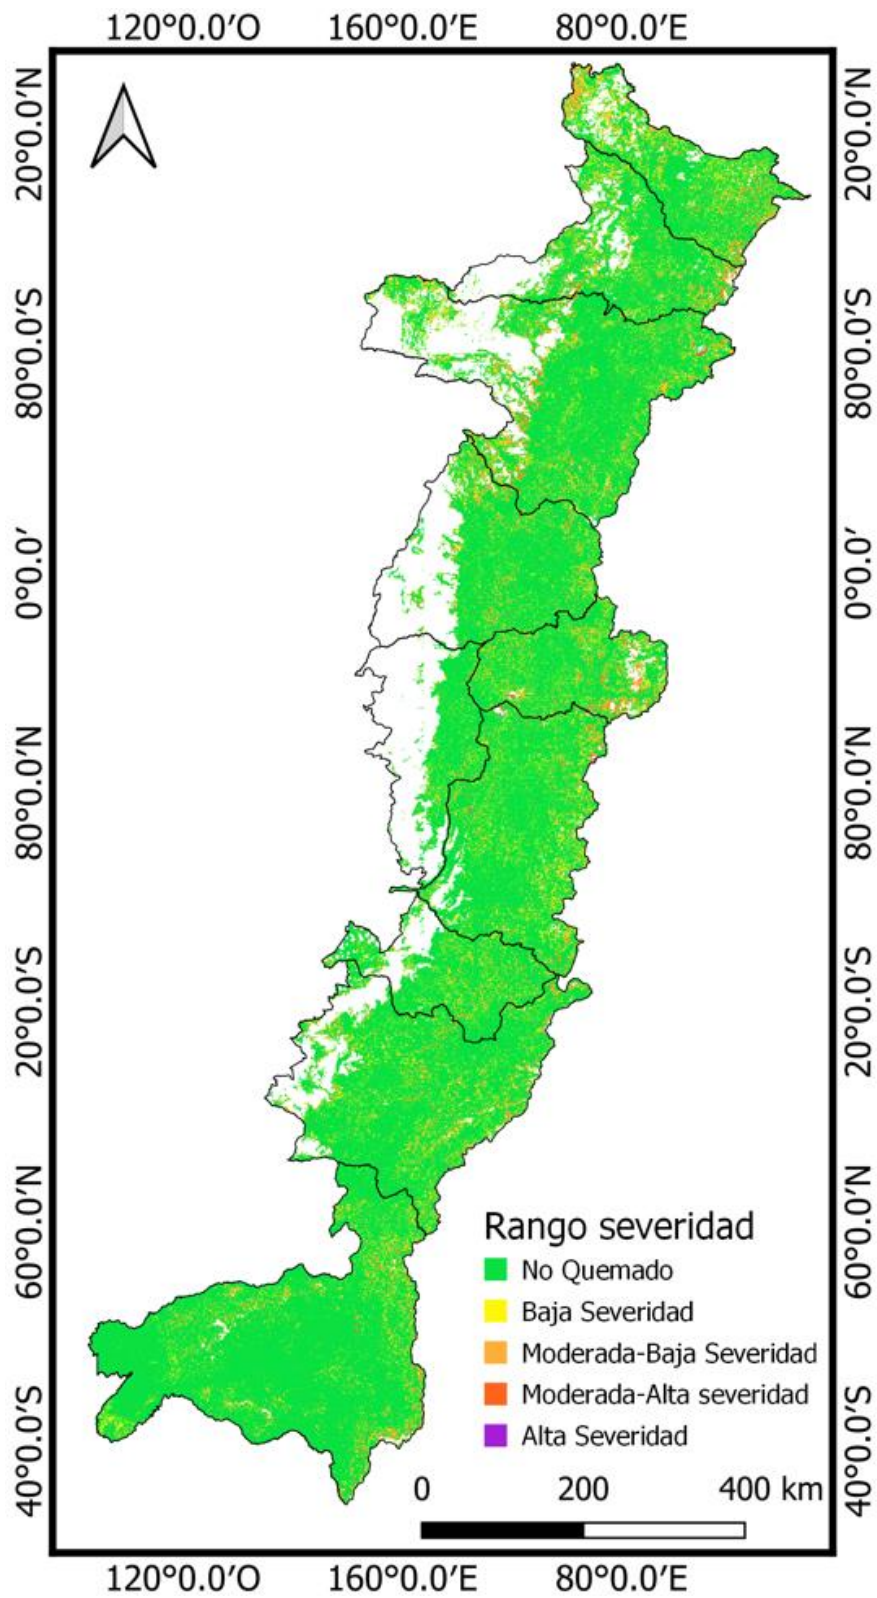 120°0.0'O 160°0.0'E 80°0.0'E
20°0.0'N 20°0.0'N
80°0.0'S 80°0.0'S
0°0.0' 0°0.0'
80°0.0'N 80°0.0'N
20°0.0'S 20°0.0'S
60°0.0'N 60°0.0'N
40°0.0'S 40°0.0'S
Rango severidad
No Quemado
Baja Severidad
Moderada-Baja Severidad
Moderada-Alta severidad
Alta Severidad
0 200 400 km
120°0.0'O 160°0.0'E 80°0.0'E